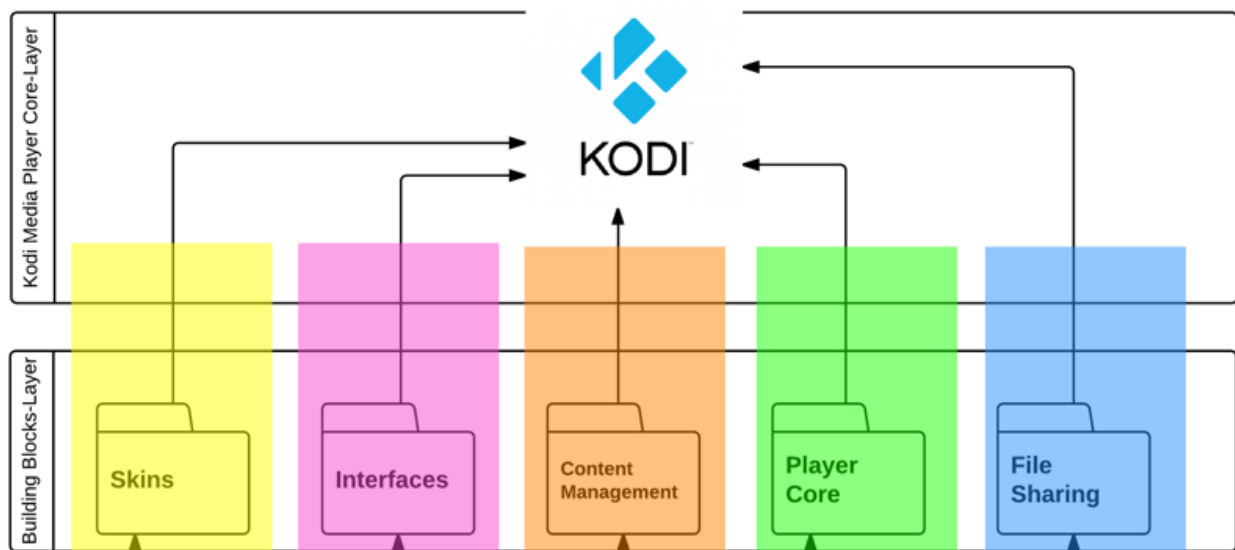 Kodi Media Player Core-Layer
KODI
Building Blocks-Layer
Skins
Interfaces
Content
Management
Player
Core
File
Sharing